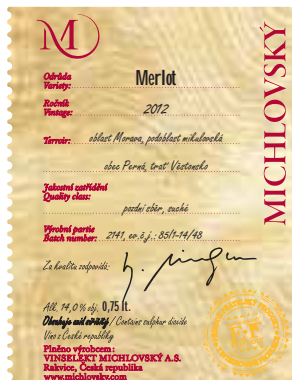 M
Odrůda
Variety: Merlot
Ročník
Vintage: 2012
Terroir: oblast Morava, podoblast mikulovská
obec Perná, trať Věstonsko
Jakostní zatřídění
Quality class:
pozdní sběr, suché
Výrobní partie
Batch number: 2141, ev.č.j.: 85/1-14/48
Za kvalitu zodpovídá:
Alk. 14,0 % obj. 0,75 lt.
Obsahuje oxid siřičitý / Contains sulphur dioxide
Víno z České republiky
Plněno výrobcem:
VINSELEKT MICHLOVSKÝ A.S.
Rakvice, Česká republika
www.michlovsky.com
MICHLOVSKÝ